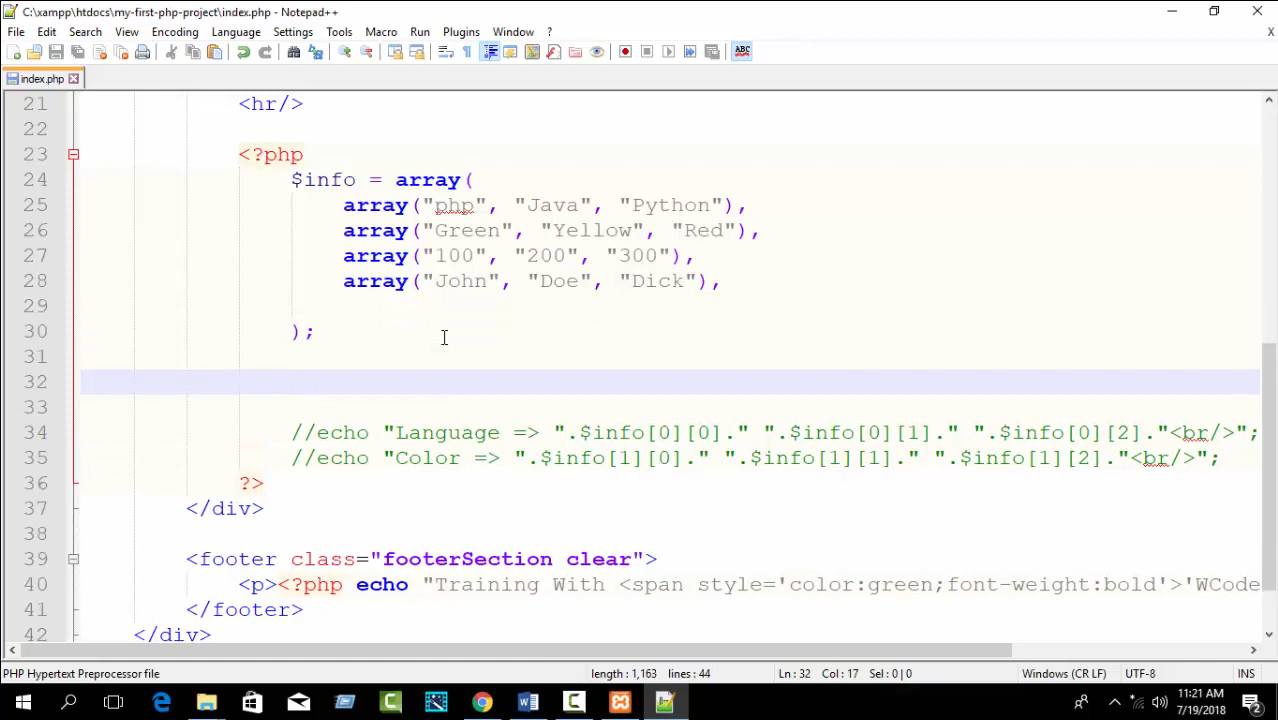 C:\xampp\htdocs\my-first-php-project\index.php - Notepad++
File Edit Search View Encoding Language Settings Tools Macro Run Plugins Window ? X
ABC
index.php
21 <hr/>
22
23 <?php
24 $info = array(
25 array("php", "Java", "Python"),
26 array("Green", "Yellow", "Red"),
27 array("100", "200", "300"),
28 array("John", "Doe", "Dick"),
29
30 );
31
32
33
34 //echo "Language => ".$info[0][0]." ".$info[0][1]." ".$info[0][2]."<br/>";
35 //echo "Color => ".$info[1][0]." ".$info[1][1]." ".$info[1][2]."<br/>";
36 ?>
37 </div>
38
39 <footer class="footerSection clear">
40 <p><?php echo "Training With <span style='color:green;font-weight:bold'>'WCode
41 </footer>
42 </div>
PHP Hypertext Preprocessor file length : 1,163 lines : 44 Ln : 32 Col : 17 Sel : 0 | 0 Windows (CR LF) UTF-8 INS
11:21 AM
7/19/2018
2